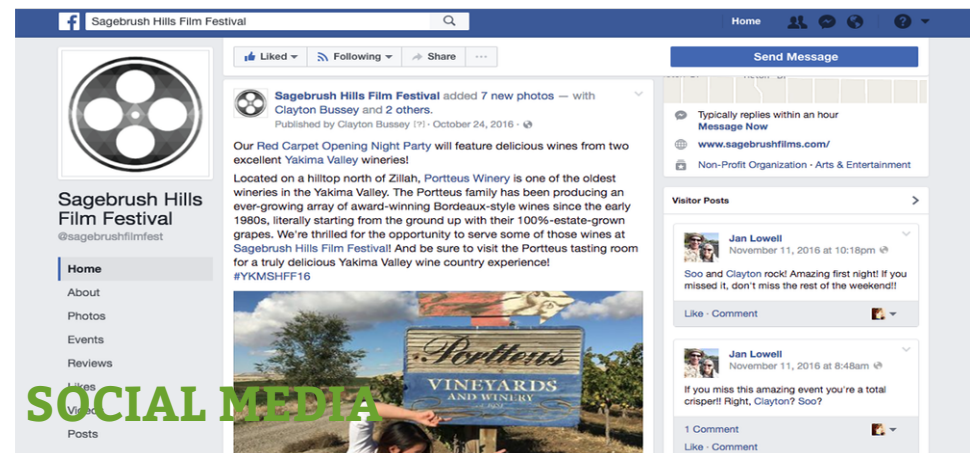 Sagebrush Hills Film Festival
Home
Liked
Following
Share
Send Message
Sagebrush Hills Film Festival
@sagebrushfilmfest
Home
About
Photos
Events
Reviews
Likes
Videos
Posts
SOCIAL MEDIA
Sagebrush Hills Film Festival added 7 new photos — with
Clayton Bussey and 2 others.
Published by Clayton Bussey [?] · October 24, 2016 ·
Our Red Carpet Opening Night Party will feature delicious wines from two
excellent Yakima Valley wineries!
Located on a hilltop north of Zillah, Portteus Winery is one of the oldest
wineries in the Yakima Valley. The Portteus family has been producing an
ever-growing array of award-winning Bordeaux-style wines since the early
1980s, literally starting from the ground up with their 100%-estate-grown
grapes. We're thrilled for the opportunity to serve some of those wines at
Sagebrush Hills Film Festival! And be sure to visit the Portteus tasting room
for a truly delicious Yakima Valley wine country experience!
#YKMSHFF16
Portteus
VINEYARDS
AND WINERY
Typically replies within an hour
Message Now
www.sagebrushfilms.com/
Non-Profit Organization · Arts & Entertainment
Visitor Posts
Jan Lowell
November 11, 2016 at 10:18pm
Soo and Clayton rock! Amazing first night! If you
missed it, don't miss the rest of the weekend!!
Like · Comment
Jan Lowell
November 11, 2016 at 8:48am
If you miss this amazing event you're a total
crisper!! Right, Clayton? Soo?
1 Comment
Like · Comment